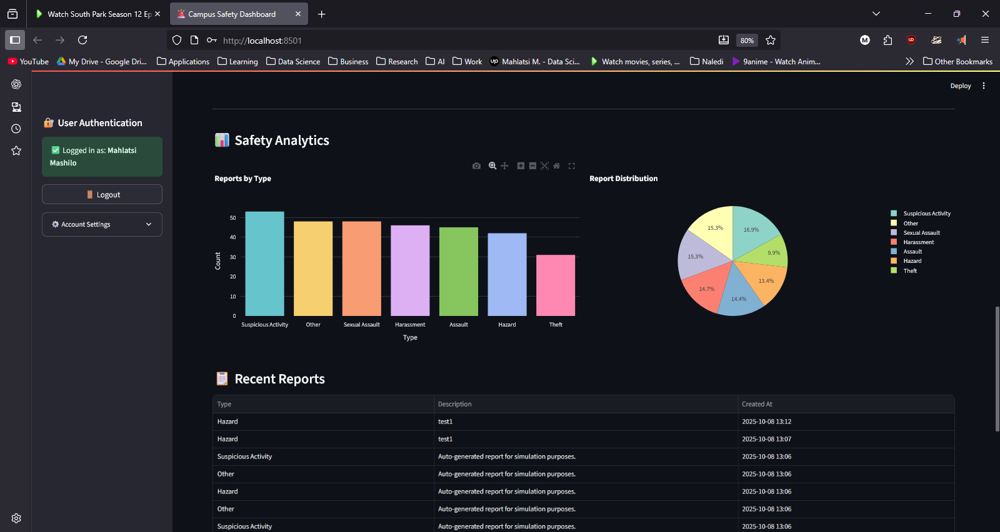 Watch South Park Season 12 Ep
Campus Safety Dashboard
http://localhost:8501
80%
M
YouTube
My Drive - Google Dri...
Applications
Learning
Data Science
Business
Research
AI
Work
up
Mahlatsi M. - Data Sci...
Watch movies, series, ...
Naledi
9anime - Watch Anim...
Other Bookmarks
Deploy
User Authentication
Logged in as: Mahlatsi
Mashilo
Logout
Account Settings
Safety Analytics
Reports by Type
Count
50
40
30
20
10
0
Suspicious Activity
Other
Sexual Assault
Harassment
Assault
Hazard
Theft
Type
Report Distribution
15.3%
16.9%
15.3%
9.9%
14.7%
13.4%
14.4%
Suspicious Activity
Other
Sexual Assault
Harassment
Assault
Hazard
Theft
Recent Reports
Type Description Created At
Hazard test1 2025-10-08 13:12
Hazard test1 2025-10-08 13:07
Suspicious Activity Auto-generated report for simulation purposes. 2025-10-08 13:06
Other Auto-generated report for simulation purposes. 2025-10-08 13:06
Hazard Auto-generated report for simulation purposes. 2025-10-08 13:06
Other Auto-generated report for simulation purposes. 2025-10-08 13:06
Suspicious Activity Auto-generated report for simulation purposes. 2025-10-08 13:06